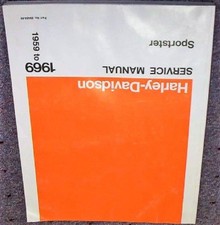 Harley-Davidson
SERVICE MANUAL
Sportster
1959 to
1969